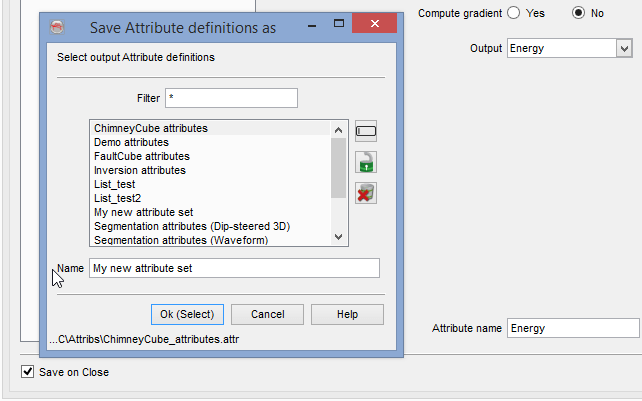 Save Attribute definitions as
Select output Attribute definitions
Filter *
ChimneyCube attributes
Demo attributes
FaultCube attributes
Inversion attributes
List_test
List_test2
My new attribute set
Segmentation attributes (Dip-steered 3D)
Segmentation attributes (Waveform)
Name My new attribute set
Ok (Select) Cancel Help
...C\Attribs\ChimneyCube_attributes.attr
Save on Close
Compute gradient Yes No
Output Energy
Attribute name Energy